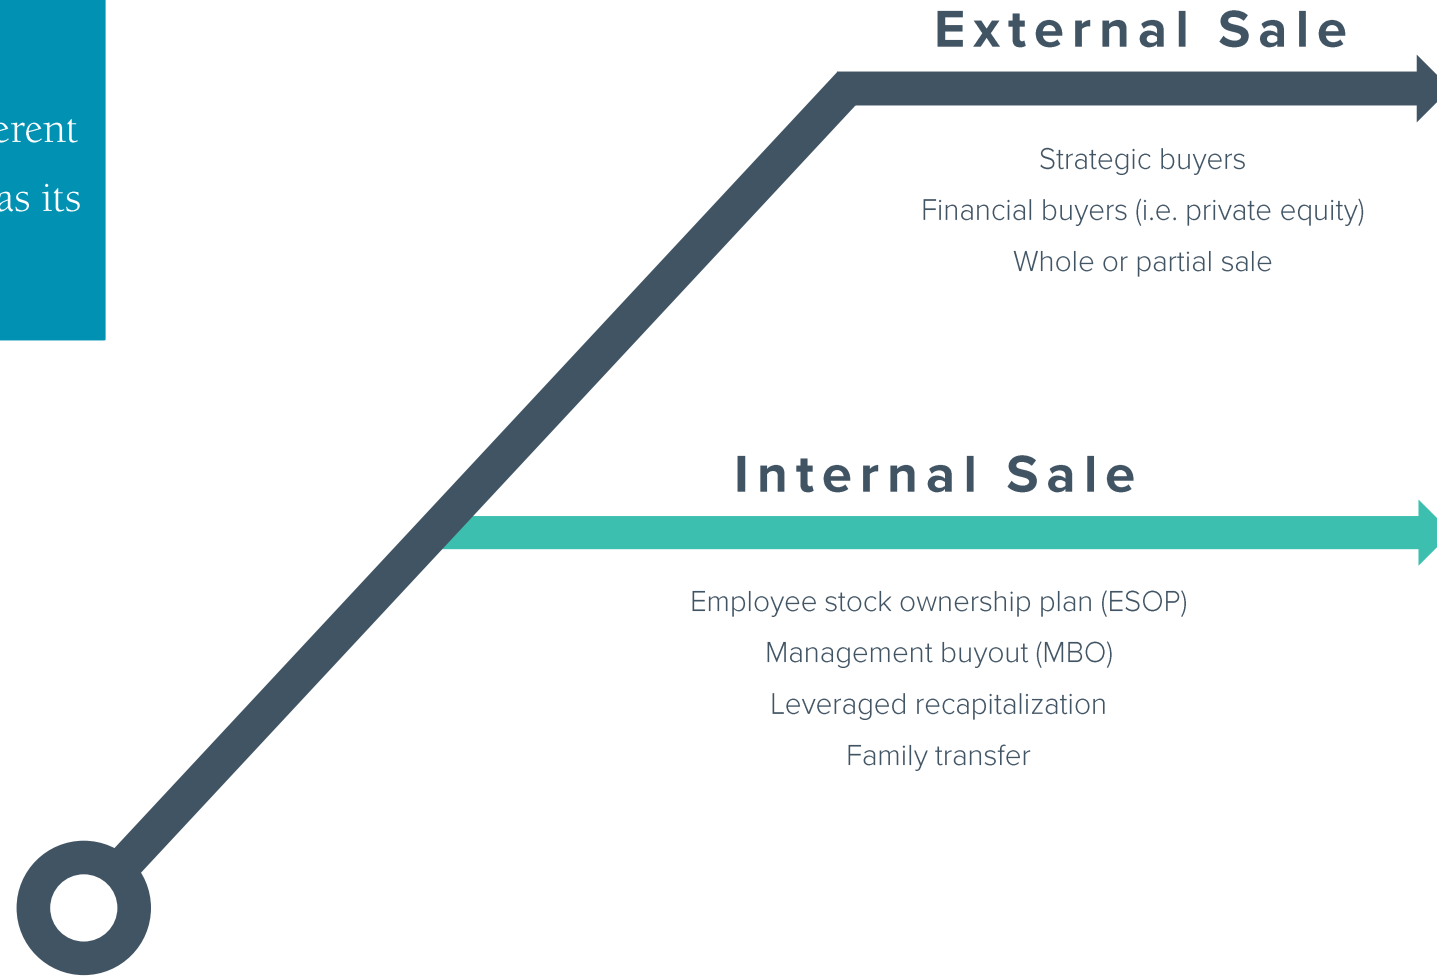 as its
External Sale
Strategic buyers
Financial buyers (i.e. private equity)
Whole or partial sale
Internal Sale
Employee stock ownership plan (ESOP)
Management buyout (MBO)
Leveraged recapitalization
Family transfer